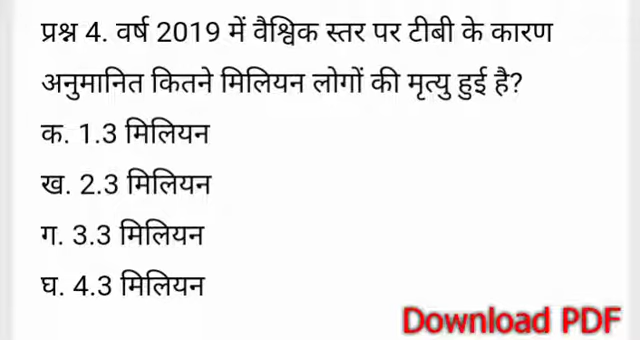 प्रश्न 4. वर्ष 2019 में वैश्विक स्तर पर टीबी के कारण
अनुमानित कितने मिलियन लोगों की मृत्यु हुई है?
क. 1.3 मिलियन
ख. 2.3 मिलियन
ग. 3.3 मिलियन
घ. 4.3 मिलियन
Download PDF